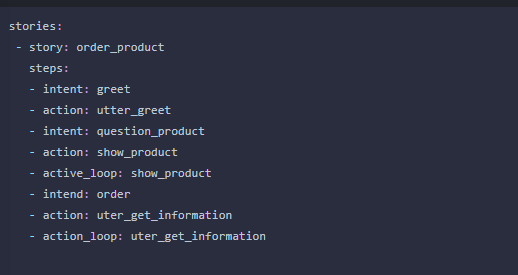 stories:
- story: order_product
steps:
- intent: greet
- action: utter_greet
- intent: question_product
- action: show_product
- active_loop: show_product
- intend: order
- action: uter_get_information
- action_loop: uter_get_information